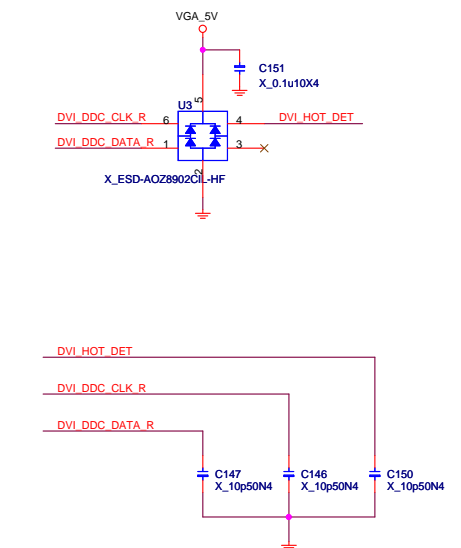 VGA_5V
C151
X_0.1u10X4
U3
5
DVI_DDC_CLK_R 6 4 DVI_HOT_DET
DVI_DDC_DATA_R 1 3
2
X_ESD-AOZ8902CIL-HF
DVI_HOT_DET
DVI_DDC_CLK_R
DVI_DDC_DATA_R
C147 C146 C150
X_10p50N4 X_10p50N4 X_10p50N4